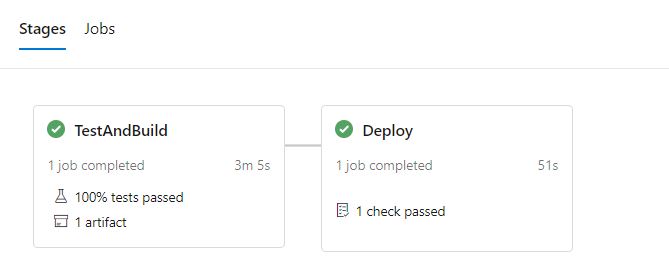 Stages Jobs
TestAndBuild
1 job completed 3m 5s
100% tests passed
1 artifact
Deploy
1 job completed 51s
1 check passed